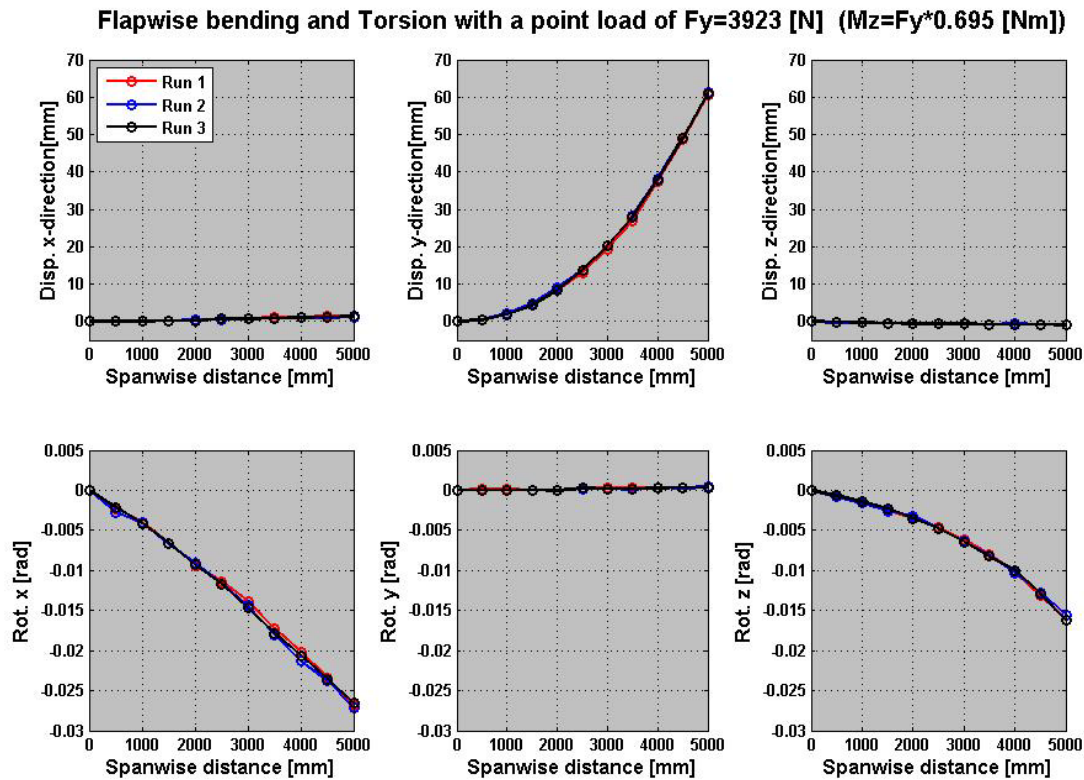 Flapwise bending and Torsion with a point load of Fy=3923 [N] (Mz=Fy*0.695 [Nm])
Disp. x-direction[mm]
70
60
50
40
30
20
10
0
Run 1
Run 2
Run 3
0 1000 2000 3000 4000 5000
Spanwise distance [mm]
Disp. y-direction[mm]
70
60
50
40
30
20
10
0
0 1000 2000 3000 4000 5000
Spanwise distance [mm]
Disp. z-direction[mm]
70
60
50
40
30
20
10
0
0 1000 2000 3000 4000 5000
Spanwise distance [mm]
Rot. x [rad]
0.005
0
-0.005
-0.01
-0.015
-0.02
-0.025
-0.03
0 1000 2000 3000 4000 5000
Spanwise distance [mm]
Rot. y [rad]
0.005
0
-0.005
-0.01
-0.015
-0.02
-0.025
-0.03
0 1000 2000 3000 4000 5000
Spanwise distance [mm]
Rot. z [rad]
0.005
0
-0.005
-0.01
-0.015
-0.02
-0.025
-0.03
0 1000 2000 3000 4000 5000
Spanwise distance [mm]